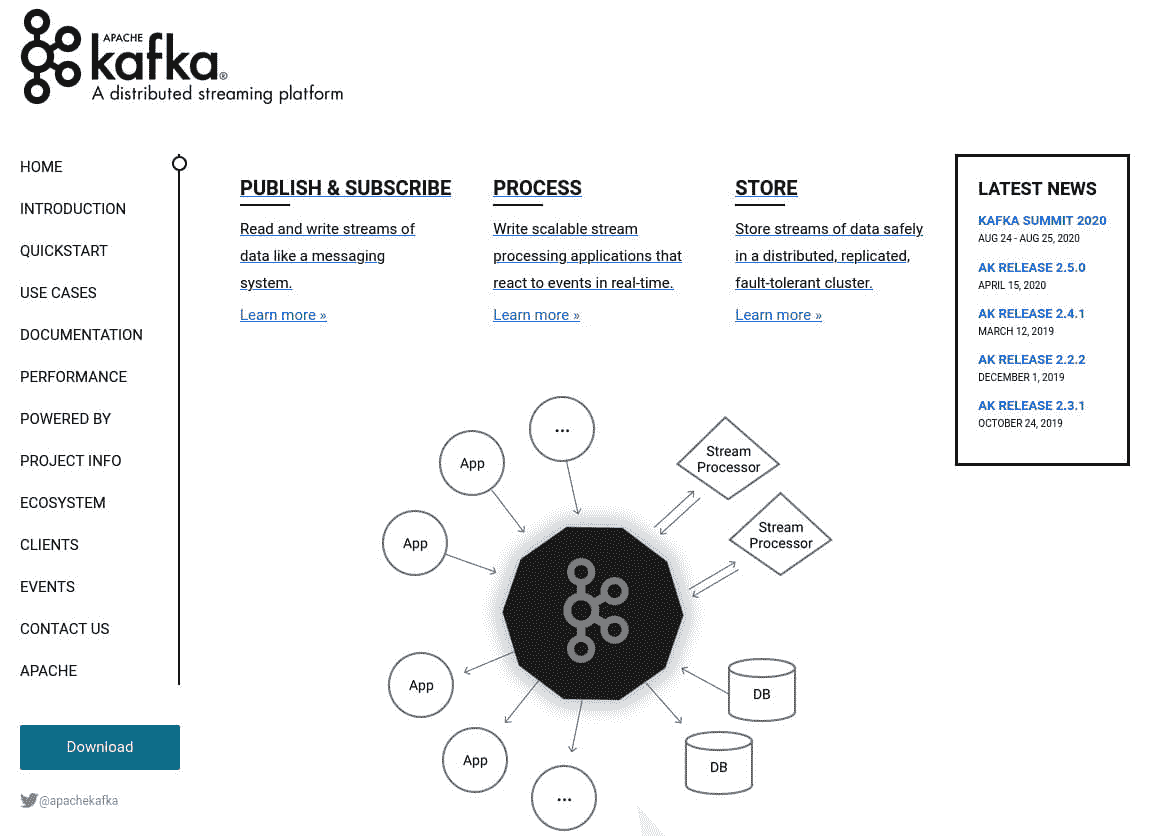 APACHE
kafka®
A distributed streaming platform
HOME
INTRODUCTION
QUICKSTART
USE CASES
DOCUMENTATION
PERFORMANCE
POWERED BY
PROJECT INFO
ECOSYSTEM
CLIENTS
EVENTS
CONTACT US
APACHE
Download
@apachekafka
PUBLISH & SUBSCRIBE
Read and write streams of
data like a messaging
system.
Learn more »
PROCESS
Write scalable stream
processing applications that
react to events in real-time.
Learn more »
STORE
Store streams of data safely
in a distributed, replicated,
fault-tolerant cluster.
Learn more »
LATEST NEWS
KAFKA SUMMIT 2020
AUG 24 - AUG 25, 2020
AK RELEASE 2.5.0
APRIL 15, 2020
AK RELEASE 2.4.1
MARCH 12, 2019
AK RELEASE 2.2.2
DECEMBER 1, 2019
AK RELEASE 2.3.1
OCTOBER 24, 2019
...
App
App
Stream
Processor
Stream
Processor
App
App
...
DB
DB